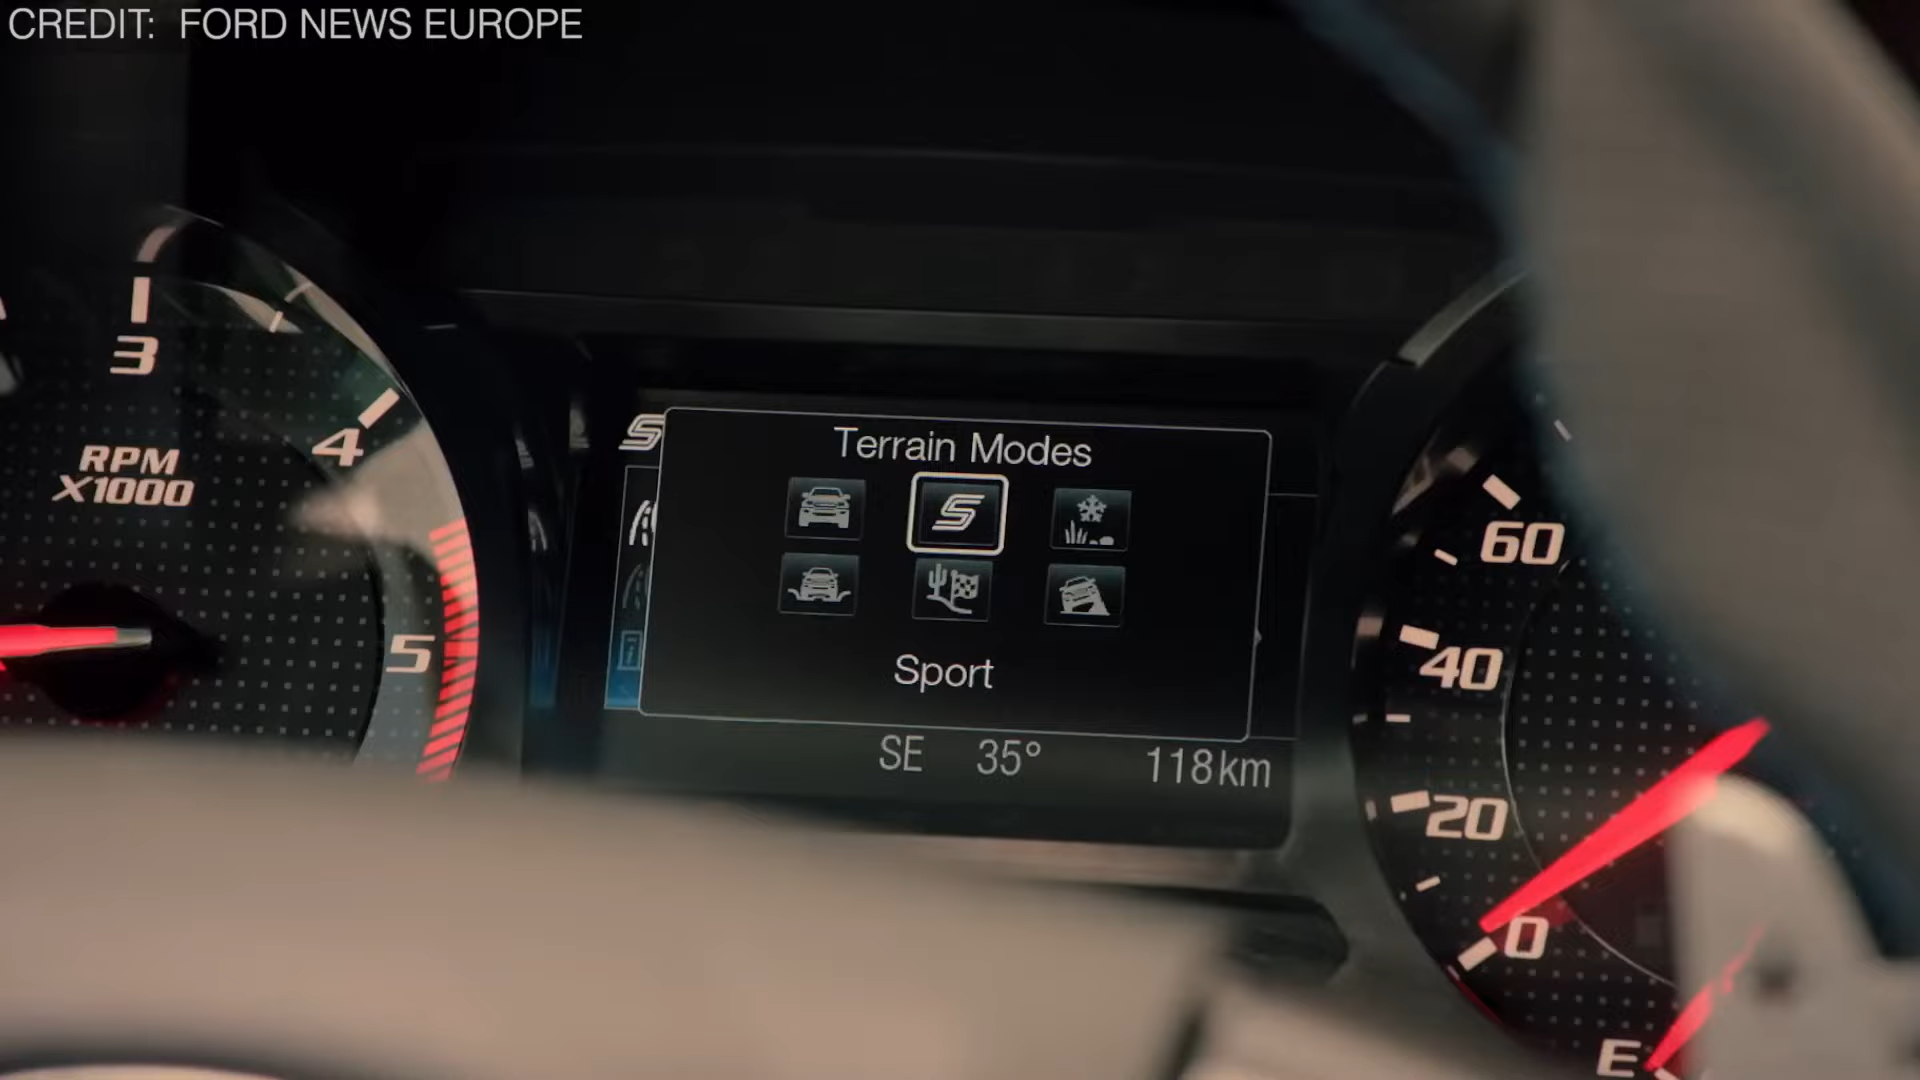 CREDIT: FORD NEWS EUROPE
3
4
RPM
X1000
5
Terrain Modes
S
S
Sport
SE 35° 118km
60
40
20
0
E